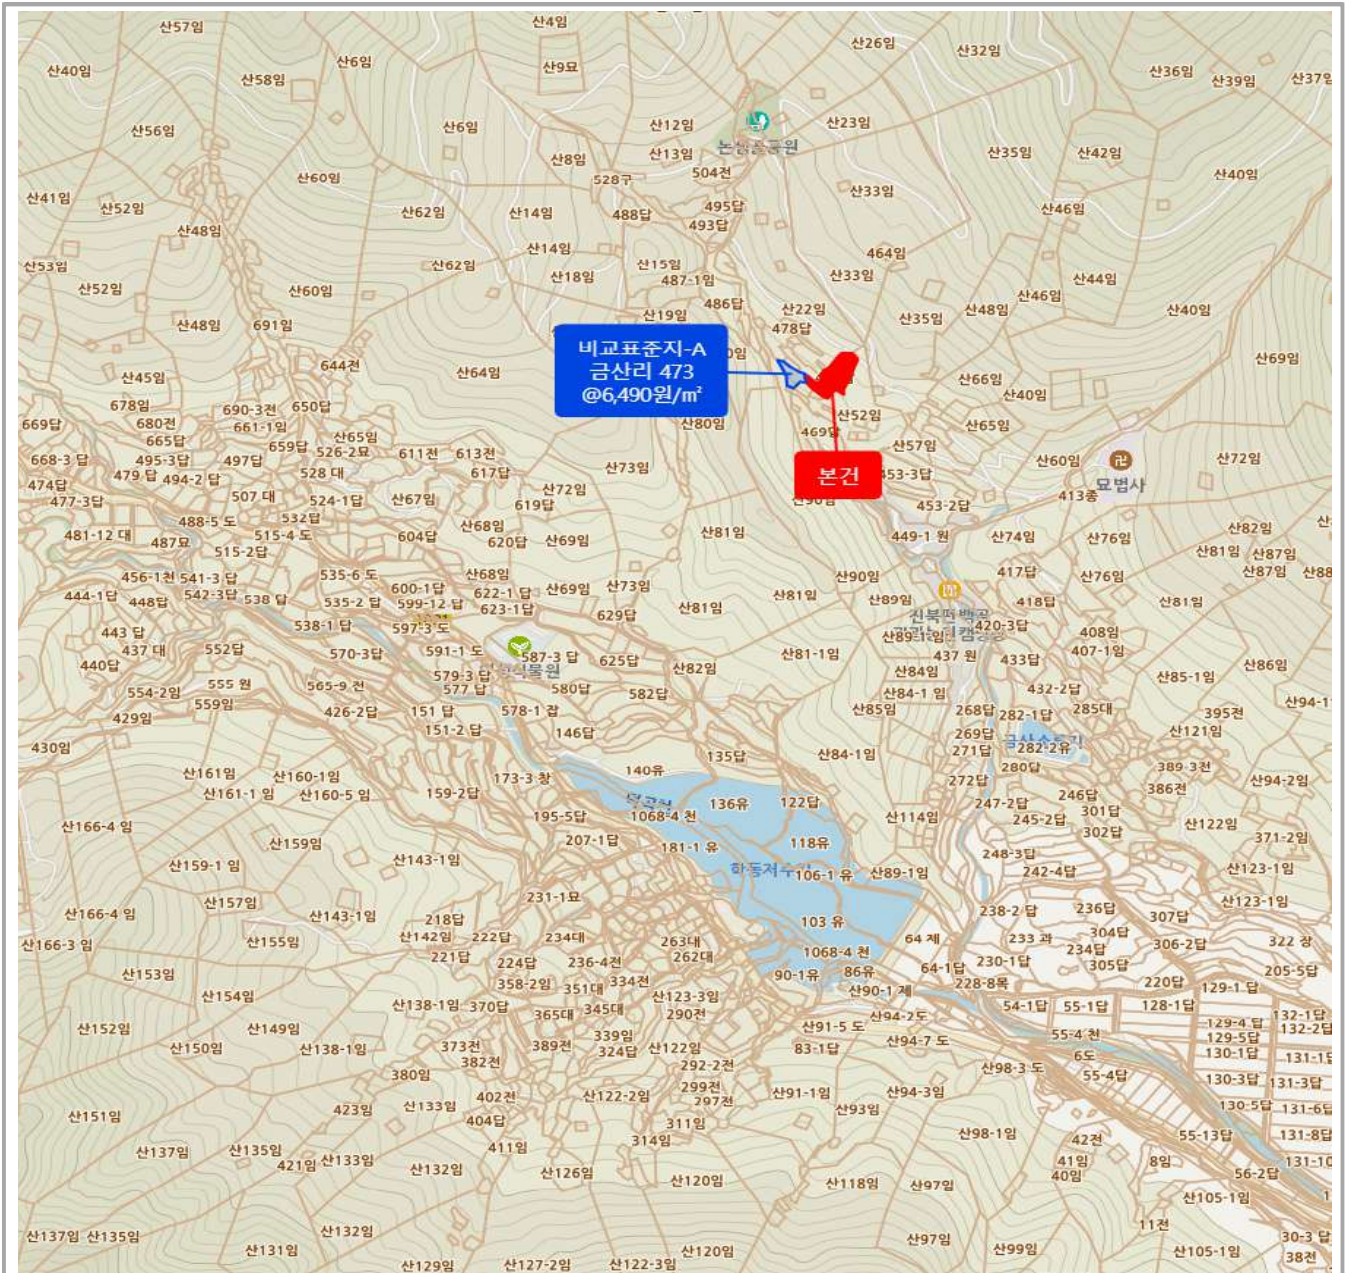 산57임
산4임
산26임
산32임
산40임
산58임
산6임
산9묘
산36임
산39임
산37임
산56임
산6임
산12임
산23임
산8임
산13임
산35임
산42임
산60임
528구
504전
산33임
산40임
산41임
산52임
산62임
산14임
488답
495답
493답
산46임
산48임
산14임
464임
산53임
산62임
산18임
산15임
487-1임
산33임
산44임
산52임
산60임
486답
산22임
산48임
산46임
산40임
산48임
691임
산19임
478답
산35임
비교표준지-A
금산리 473
@6,490원/㎡
산69임
644전
산45임
산64임
산66임
산40임
678임
690-3전
650답
산80임
산52임
산65임
669답
680전
661-1임
469답
665답
659답
산65임
526-2묘
611전
613전
산57임
668-3 답
495-3답
497답
산73임
본건
453-3답
산60임
산72임
479 답
494-2 답
528 대
617답
묘법사
474답
477-3답
507 대
524-1답
산67임
산72임
619답
453-2답
413종
488-5 도
532답
산68임
481-12 대
487묘
515-4 도
604답
620답
산69임
산81임
449-1 원
산74임
산76임
산82임
515-2답
산81임
산87임
456-1천
541-3 답
535-6 도
산68임
산90임
417답
산76임
산87임
산88
444-1답
448답
542-3답
538 답
535-2 답
600-1답
599-12 답
622-1 답
623-1답
산69임
산73임
산81임
산81임
산89임
418답
산81임
443 답
538-1 답
597-3 도
629답
420-3답
408임
437 대
552답
570-3답
591-1 도
587-3 답
625답
산82임
산81-1임
437 원
433답
407-1임
산86임
440답
554-2임
555 원
565-9 전
579-3 답
577 답
580답
582답
산84임
산84-1 임
432-2답
산85-1임
559임
429임
426-2답
151 답
578-1 잡
산85임
268답
282-1답
285대
395전
산94-1
430임
151-2 답
146답
135답
산84-1임
269답
271답
282-2유
산121임
산161임
산160-1임
173-3 창
140유
272답
280답
389-3전
386전
산94-2임
산161-1 임
산160-5 임
159-2답
136유
122답
247-2답
246답
301답
산166-4 임
산159임
195-5답
1068-4 천
산114임
245-2답
302답
산122임
371-2임
산159-1 임
산143-1임
207-1답
181-1 유
118유
248-3답
106-1 유
산89-1임
242-4답
산123-1임
산157임
231-1묘
산166-4 임
산143-1임
218답
103 유
238-2 답
236답
307답
산123-1임
산166-3 임
산155임
산142임
222답
234대
263대
64 제
233 과
304답
306-2답
322 장
221답
224답
236-4전
262대
1068-4 천
230-1답
234답
305답
산153임
358-2임
351대
334전
90-1유
86유
64-1답
228-8목
220답
205-5답
산154임
산138-1임
370답
365대
345대
산123-3임
290전
산90-1 제
54-1답
55-1답
128-1답
129-1 답
산152임
산149임
산91-5 도
산94-2도
132-1답
산150임
산138-1임
373전
389전
339임
324답
산122임
83-1답
산94-7 도
55-4 천
129-4 답
132-2답
129-5답
382전
292-2전
6도
130-1답
380임
산98-3 도
55-4답
산151임
423임
산133임
402전
산122-2임
299전
297전
산91-1임
산94-3임
130-3답
131-3답
404답
산93임
130-5답
131-6답
산137임
산135임
421임
산133임
411임
311임
314임
산98-1임
42전
55-13답
131-8답
산132임
산126임
산120임
산118임
산97임
41임
40임
8임
56-2답
산105-1임
산137임
산135임
산132임
11전
산131임
산129임
산127-2임
산122-3임
산120임
산97임
산99임
산105-1임
30-3 답
38전